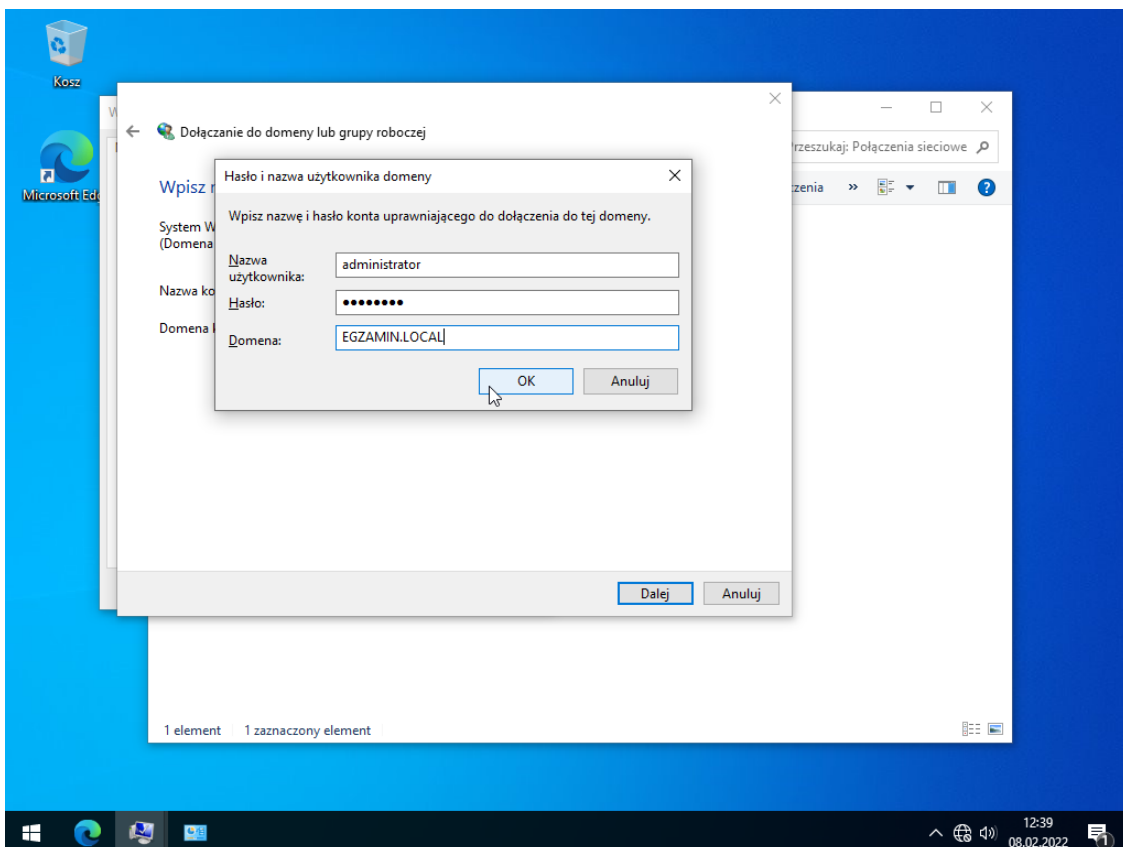 Kosz
Microsoft Edg
W
Dołączanie do domeny lub grupy roboczej
Przeszukaj: Połączenia sieciowe
zenia »
Wpisz
System W
(Domena
Nazwa ko
Domena k
Hasło i nazwa użytkownika domeny
Wpisz nazwę i hasło konta uprawniającego do dołączenia do tej domeny.
Nazwa
użytkownika:
administrator
Hasło:
••••••••
Domena:
EGZAMIN.LOCAL
OK Anuluj
Dalej Anuluj
1 element 1 zaznaczony element
12:39
08.02.2022
1